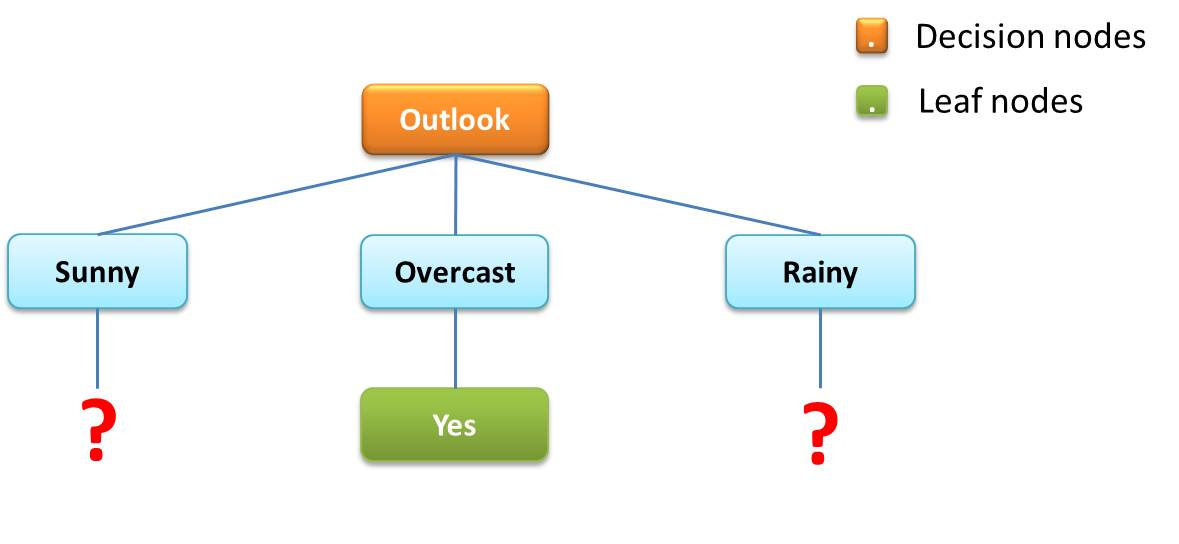 Decision nodes
Leaf nodes
Outlook
Sunny
Overcast
Rainy
?
Yes
?